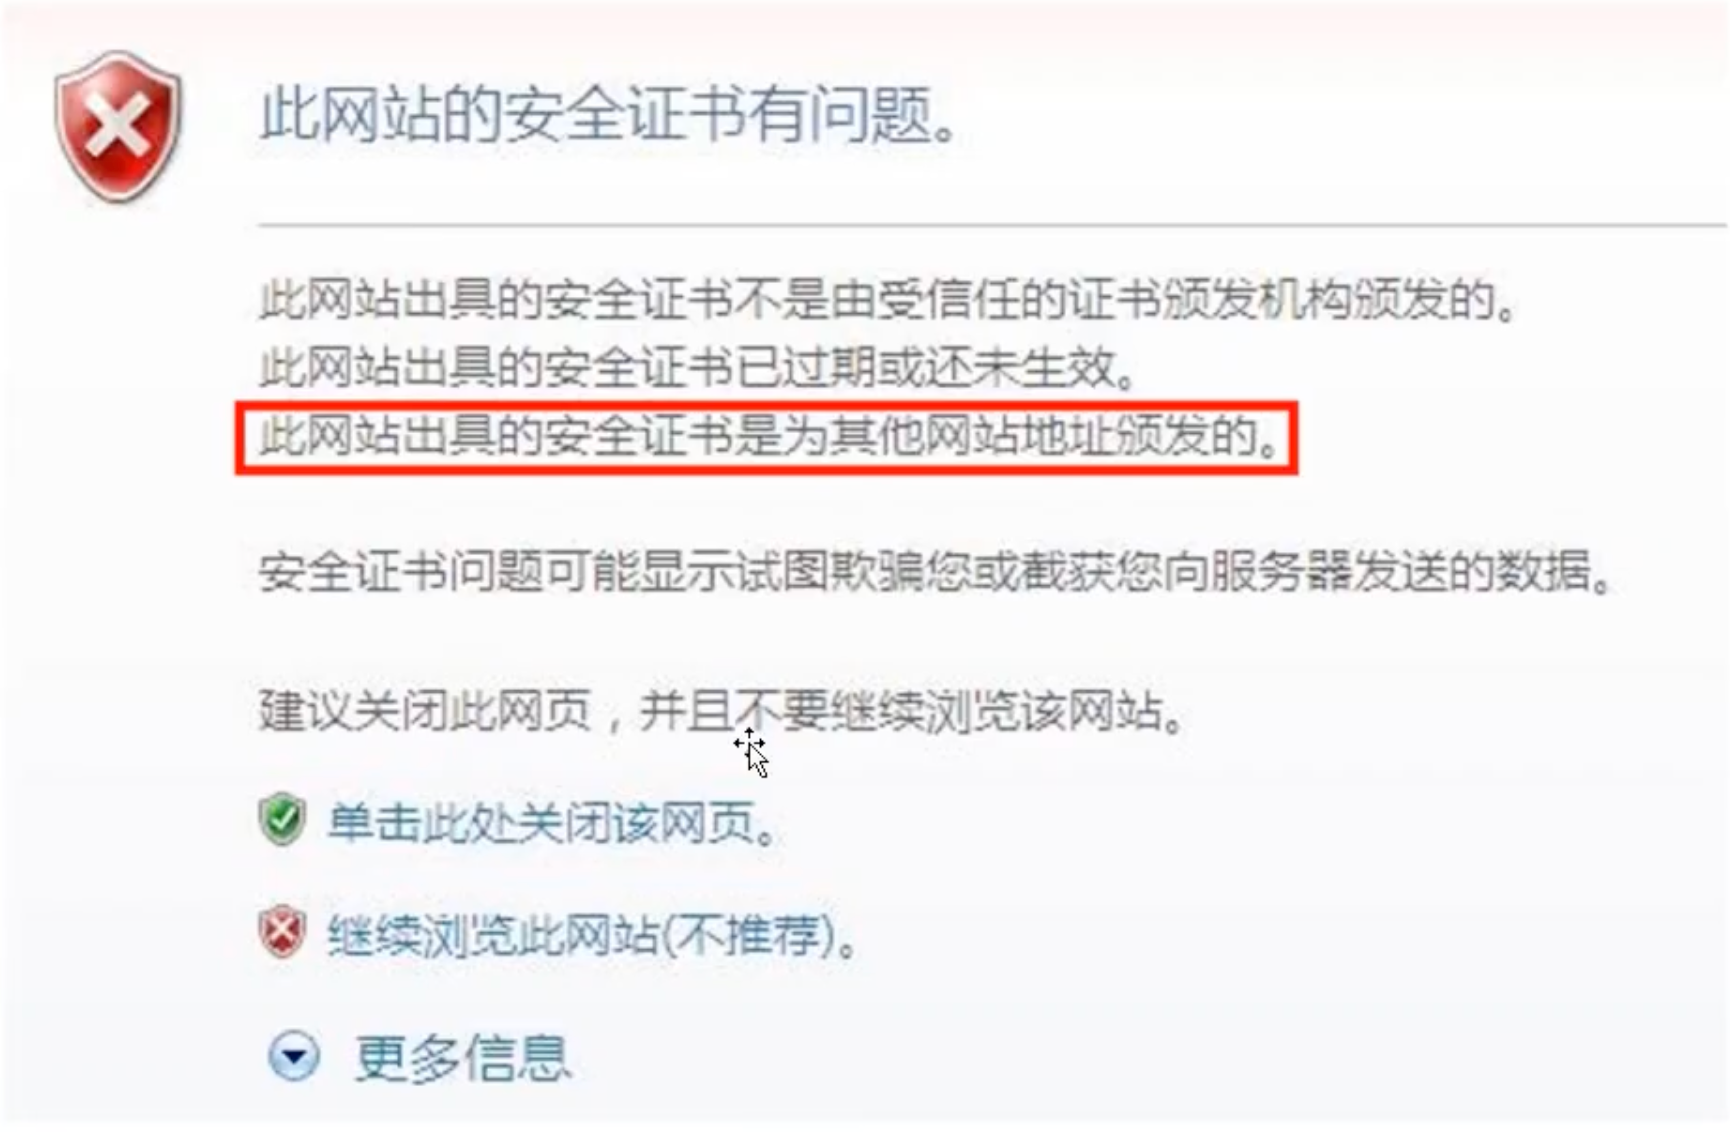 此网站的安全证书有问题。
此网站出具的安全证书不是由受信任的证书颁发机构颁发的。
此网站出具的安全证书已过期或还未生效。
此网站出具的安全证书是为其他网站地址颁发的。
安全证书问题可能显示试图欺骗您或截获您向服务器发送的数据。
建议关闭此网页，并且不要继续浏览该网站。
单击此处关闭该网页。
继续浏览此网站(不推荐)。
更多信息